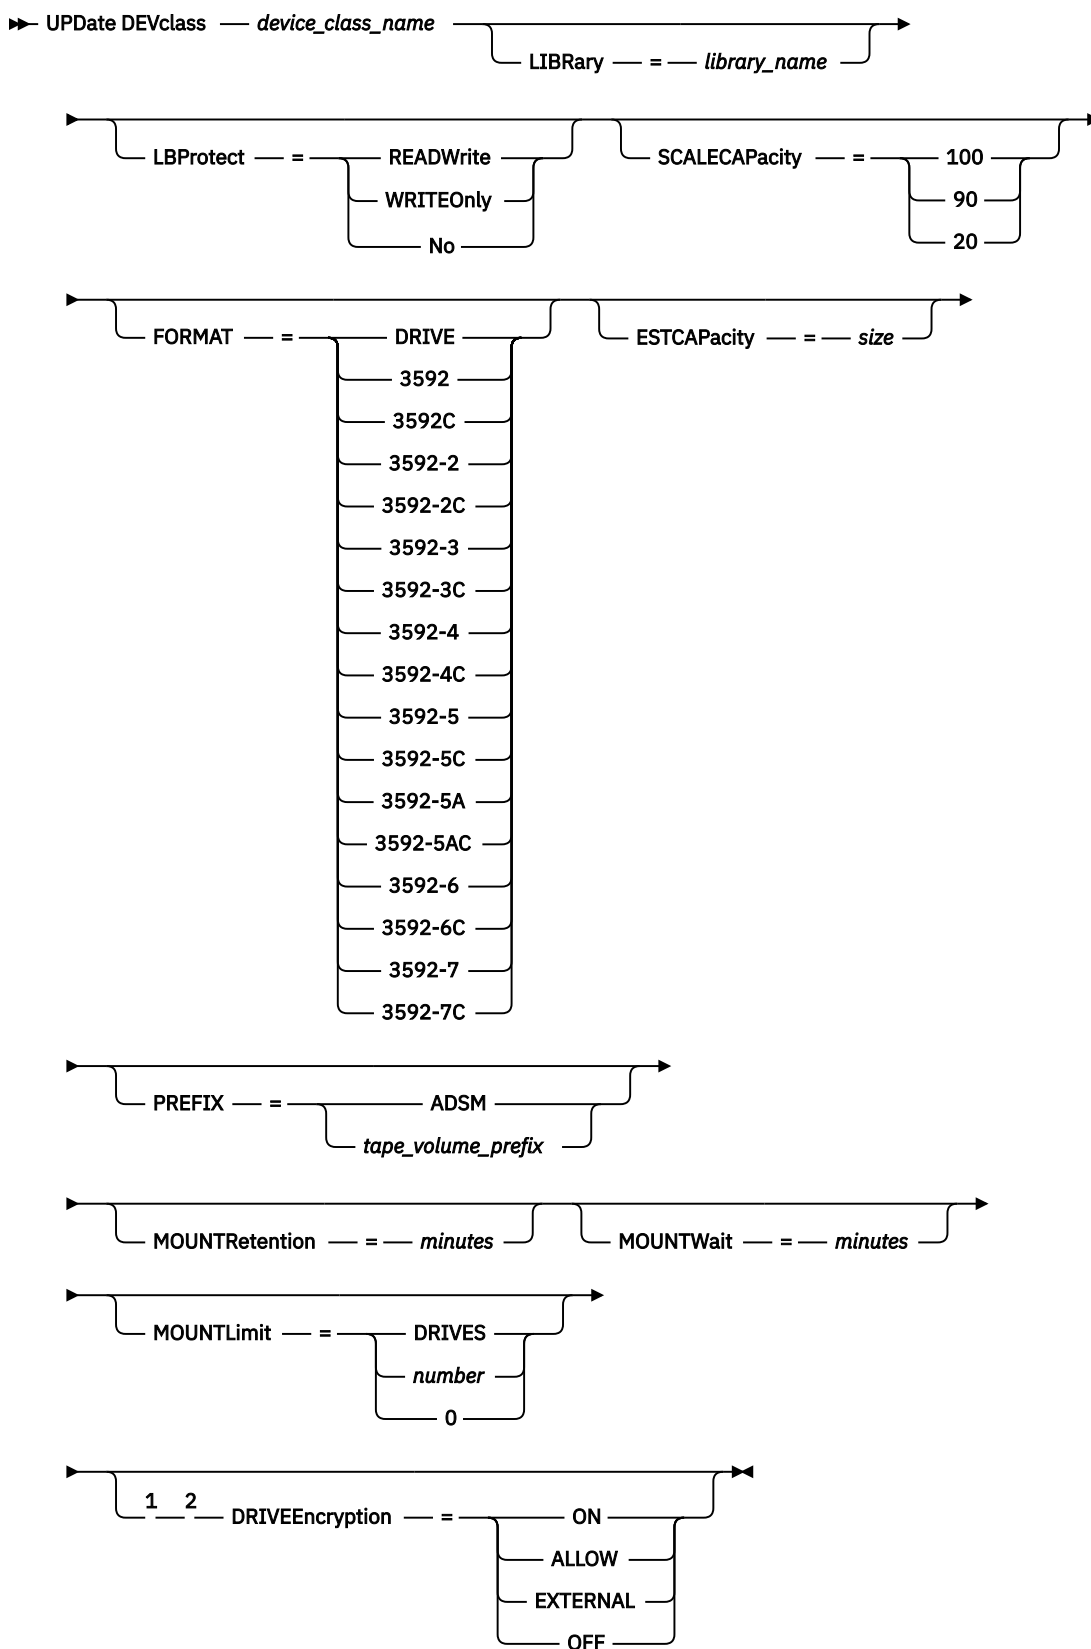 UPDate DEVclass device_class_name
LIBRary = library_name
LBProtect = READWrite SCALECAPacity = 100
WRITEOnly 90
No 20
FORMAT = DRIVE ESTCAPacity = size
3592
3592C
3592-2
3592-2C
3592-3
3592-3C
3592-4
3592-4C
3592-5
3592-5C
3592-5A
3592-5AC
3592-6
3592-6C
3592-7
3592-7C
PREFIX = ADSM
tape_volume_prefix
MOUNTRetention = minutes MOUNTWait = minutes
MOUNTLimit = DRIVES
number
0
1 2 DRIVEEncryption = ON
ALLOW
EXTERNAL
OFF